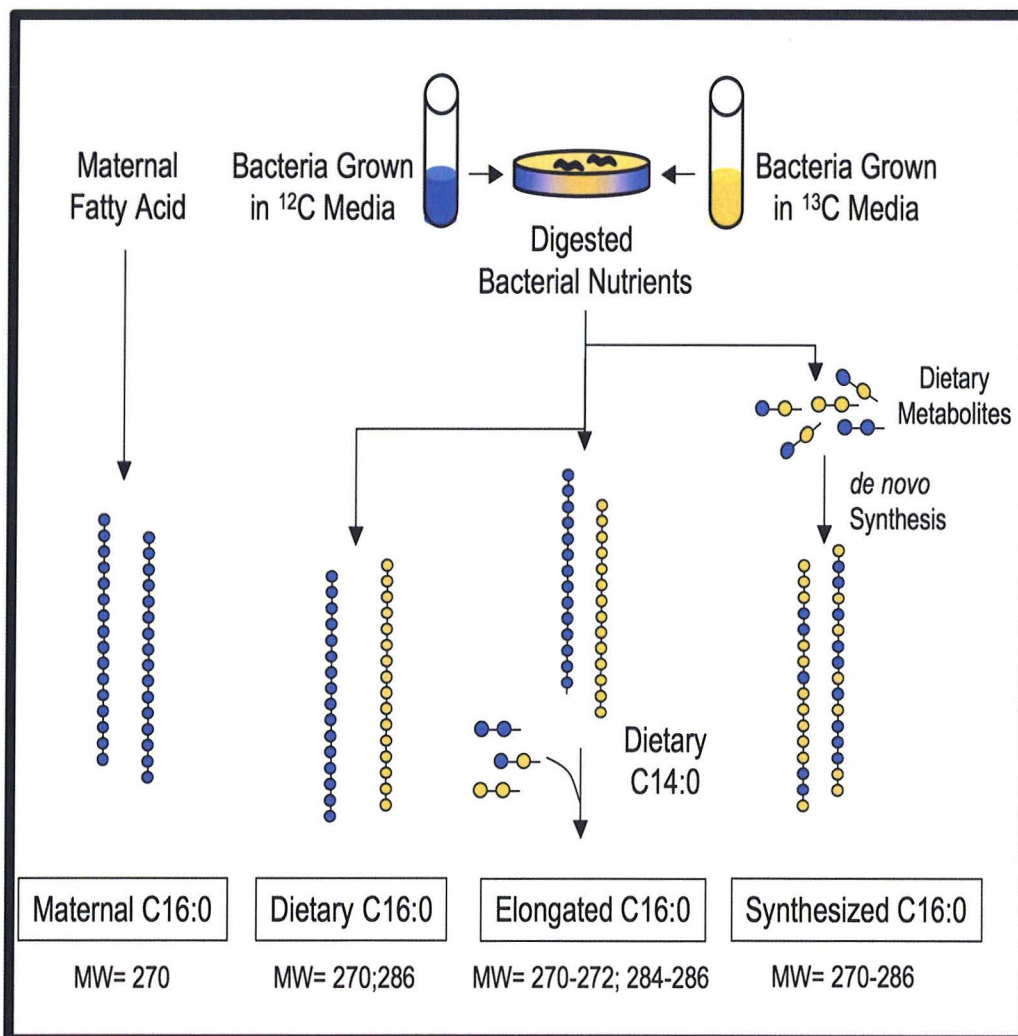 Maternal
Fatty Acid
Bacteria Grown
in ¹²C Media
Bacteria Grown
in ¹³C Media
Digested
Bacterial Nutrients
Dietary
Metabolites
de novo
Synthesis
Dietary
C14:0
Maternal C16:0
Dietary C16:0
Elongated C16:0
Synthesized C16:0
MW= 270
MW= 270;286
MW= 270-272; 284-286
MW= 270-286